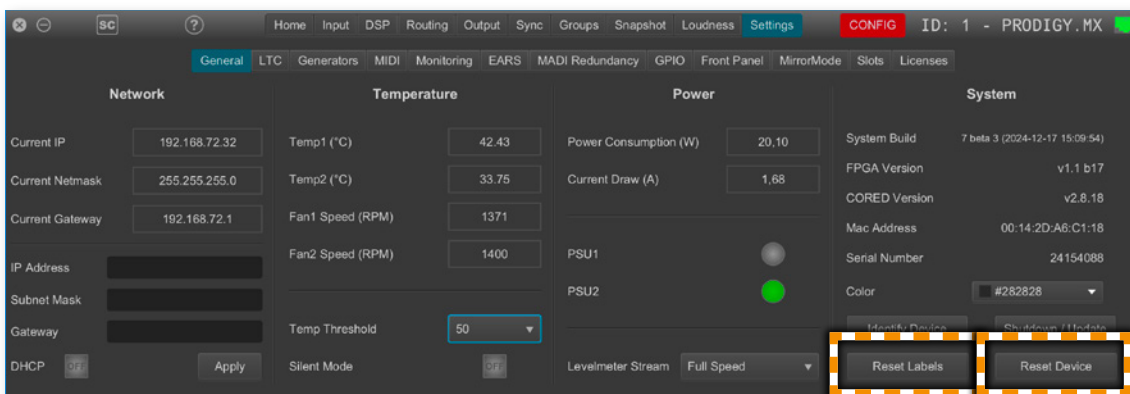 SC ? Home Input DSP Routing Output Sync Groups Snapshot Loudness Settings CONFIG ID: 1 - PRODIGY.MX
General LTC Generators MIDI Monitoring EARS MADI Redundancy GPIO Front Panel MirrorMode Slots Licenses
Network
Current IP 192.168.72.32
Current Netmask 255.255.255.0
Current Gateway 192.168.72.1
IP Address
Subnet Mask
Gateway
DHCP OFF Apply
Temperature
Temp1 (°C) 42.43
Temp2 (°C) 33.75
Fan1 Speed (RPM) 1371
Fan2 Speed (RPM) 1400
Temp Threshold 50
Silent Mode OFF
Power
Power Consumption (W) 20,10
Current Draw (A) 1,68
PSU1
PSU2
Levelmeter Stream Full Speed
System
System Build 7 beta 3 (2024-12-17 15:09:54)
FPGA Version v1.1 b17
CORED Version v2.8.18
Mac Address 00:14:2D:A6:C1:18
Serial Number 24154088
Color #282828
Identify Device Shutdown / Update
Reset Labels Reset Device